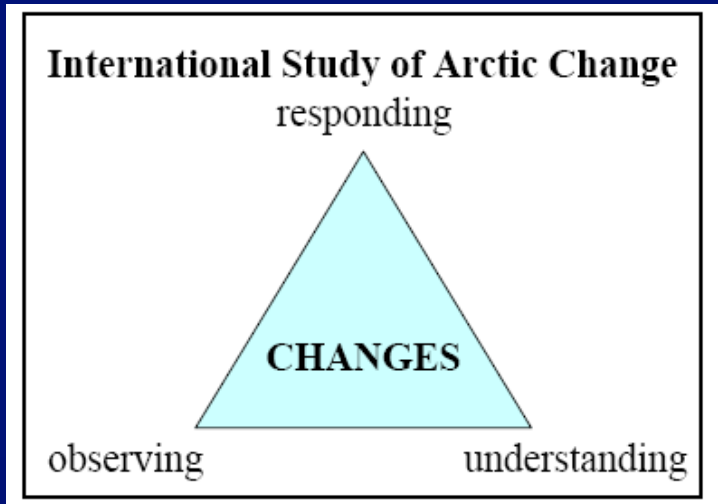 International Study of Arctic Change
responding
CHANGES
observing
understanding